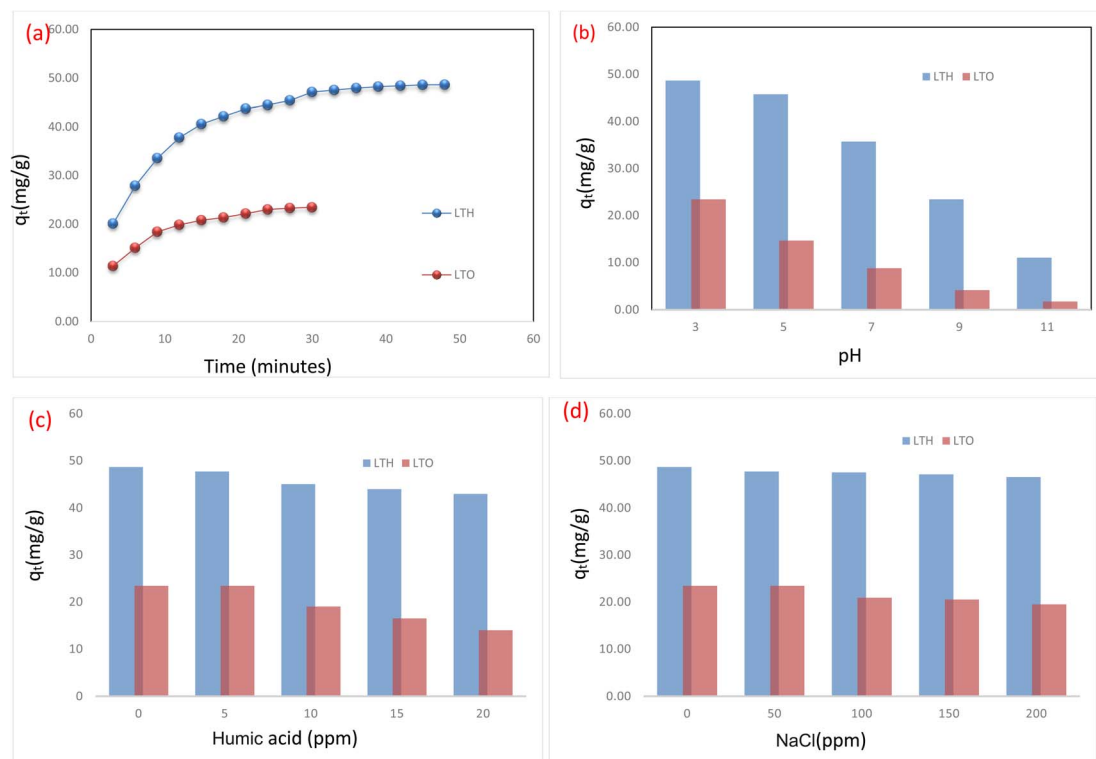 (a)
60.00
50.00
40.00
30.00
20.00
10.00
0.00
qt(mg/g)
LTH
LTO
0 10 20 30 40 50 60
Time (minutes)
(b)
60.00
50.00
40.00
30.00
20.00
10.00
0.00
qt(mg/g)
LTH LTO
3 5 7 9 11
pH
(c)
60
50
40
30
20
10
0
qt(mg/g)
LTH LTO
0 5 10 15 20
Humic acid (ppm)
(d)
60.00
50.00
40.00
30.00
20.00
10.00
0.00
qt(mg/g)
LTH LTO
0 50 100 150 200
NaCl(ppm)